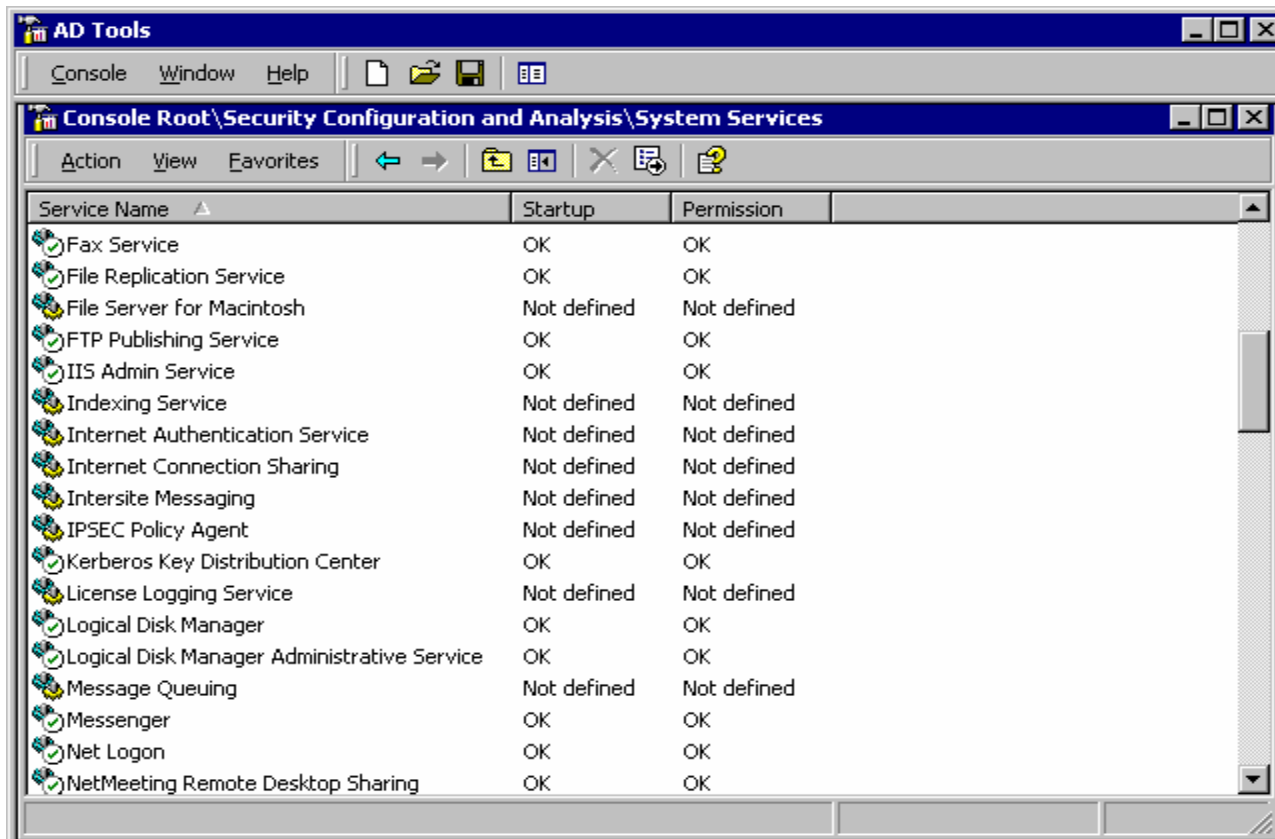 AD Tools
Console Window Help
Console Root\Security Configuration and Analysis\System Services
Action View Favorites
Service Name Startup Permission
Fax Service OK OK
File Replication Service OK OK
File Server for Macintosh Not defined Not defined
FTP Publishing Service OK OK
IIS Admin Service OK OK
Indexing Service Not defined Not defined
Internet Authentication Service Not defined Not defined
Internet Connection Sharing Not defined Not defined
Intersite Messaging Not defined Not defined
IPSEC Policy Agent Not defined Not defined
Kerberos Key Distribution Center OK OK
License Logging Service Not defined Not defined
Logical Disk Manager OK OK
Logical Disk Manager Administrative Service OK OK
Message Queuing Not defined Not defined
Messenger OK OK
Net Logon OK OK
NetMeeting Remote Desktop Sharing OK OK